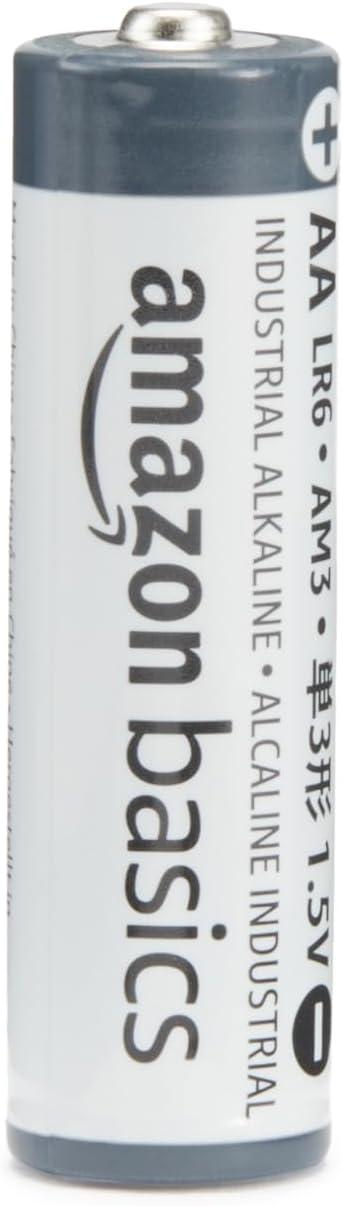 +
AA LR6 • AM3 • 単3形 1.5V −
INDUSTRIAL ALKALINE • ALCALINE INDUSTRIAL
amazon basics